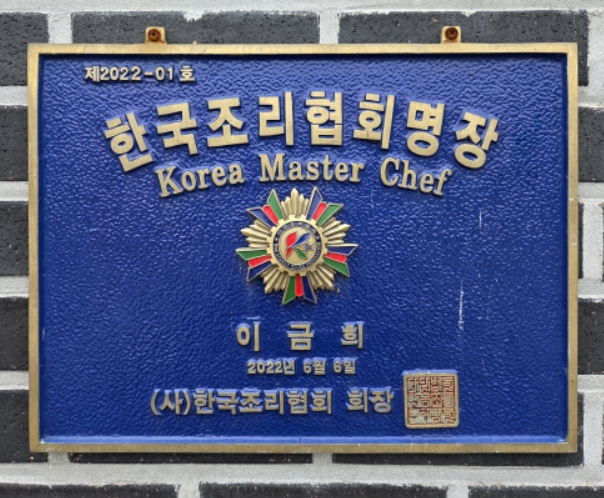 제2022-01호
한국조리협회명장
Korea Master Chef
이 금 희
2022년 6월 6일
(사)한국조리협회 회장